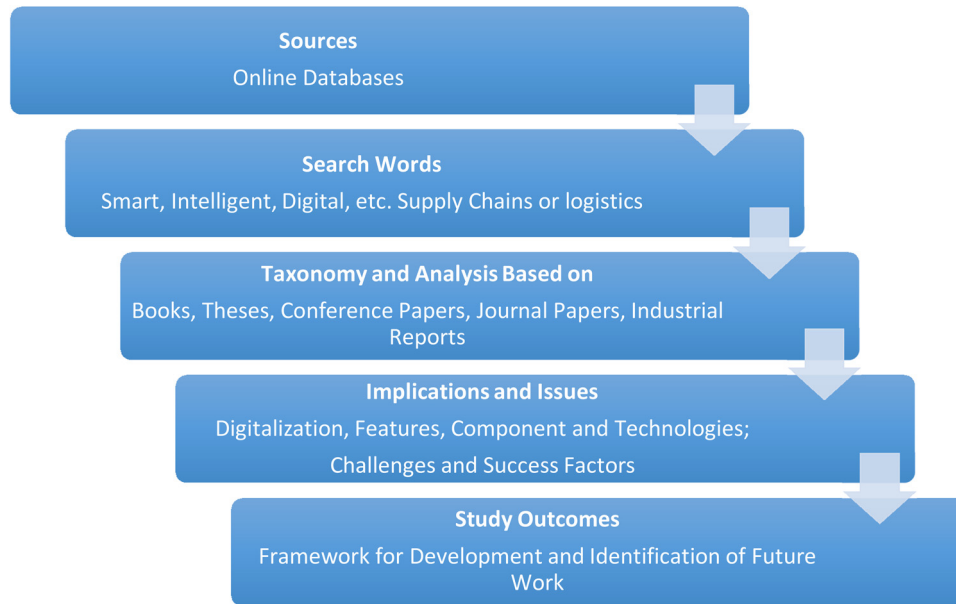 Sources
Online Databases
Search Words
Smart, Intelligent, Digital, etc. Supply Chains or logistics
Taxonomy and Analysis Based on
Books, Theses, Conference Papers, Journal Papers, Industrial
Reports
Implications and Issues
Digitalization, Features, Component and Technologies;
Challenges and Success Factors
Study Outcomes
Framework for Development and Identification of Future
Work